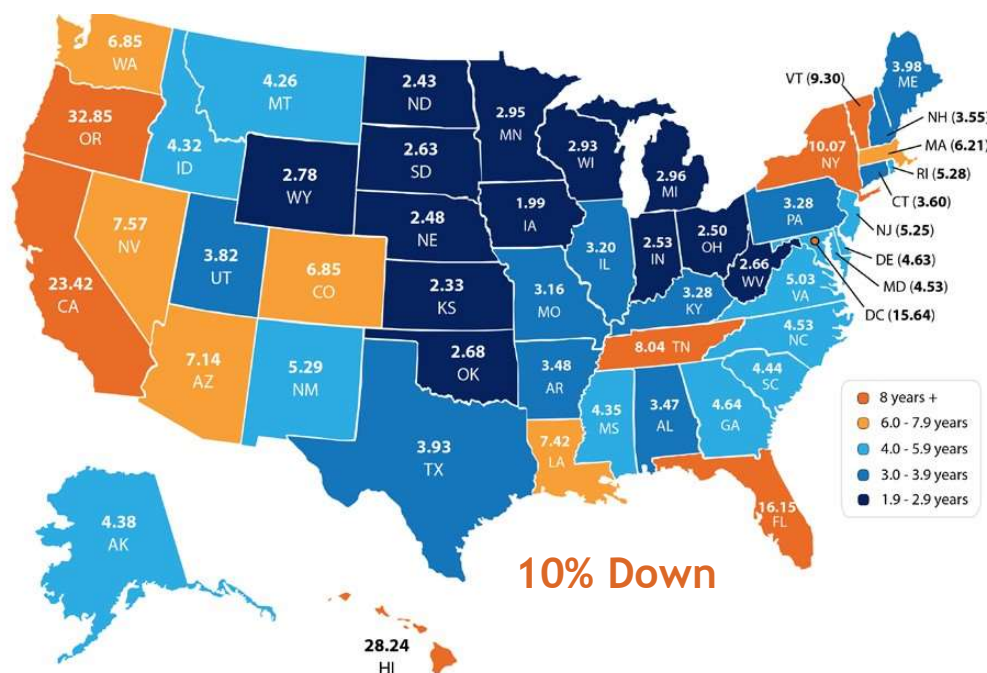 6.85
WA
32.85
OR
4.32
ID
4.26
MT
2.43
ND
2.95
MN
2.93
WI
2.96
MI
2.63
SD
2.78
WY
2.48
NE
1.99
IA
7.57
NV
3.82
UT
6.85
CO
2.33
KS
3.16
MO
3.20
IL
2.53
IN
2.50
OH
2.66
WV
3.28
PA
10.07
NY
3.98
ME
VT (9.30)
NH (3.55)
MA (6.21)
RI (5.28)
CT (3.60)
NJ (5.25)
DE (4.63)
MD (4.53)
DC (15.64)
23.42
CA
7.14
AZ
5.29
NM
2.68
OK
3.48
AR
3.28
KY
5.03
VA
8.04 TN
4.53
NC
4.44
SC
3.93
TX
7.42
LA
4.35
MS
3.47
AL
4.64
GA
16.15
FL
8 years +
6.0 - 7.9 years
4.0 - 5.9 years
3.0 - 3.9 years
1.9 - 2.9 years
4.38
AK
10% Down
28.24
HI